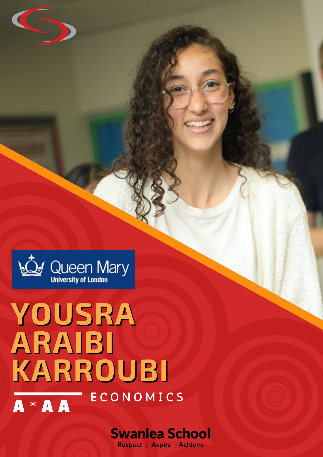 Queen Mary
University of London
YOUSRA
ARAIBI
KARROUBI
A*AA ECONOMICS
Swanlea School
Respect | Aspire | Achieve